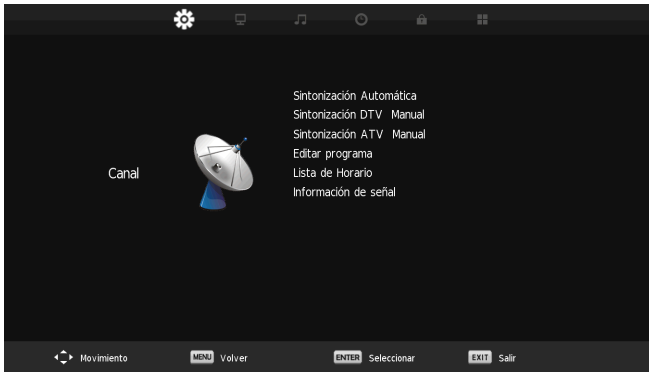 Sintonización Automática
Sintonización DTV Manual
Sintonización ATV Manual
Editar programa
Lista de Horario
Información de señal
Canal
Movimiento
MENU Volver
ENTER Seleccionar
EXIT Salir